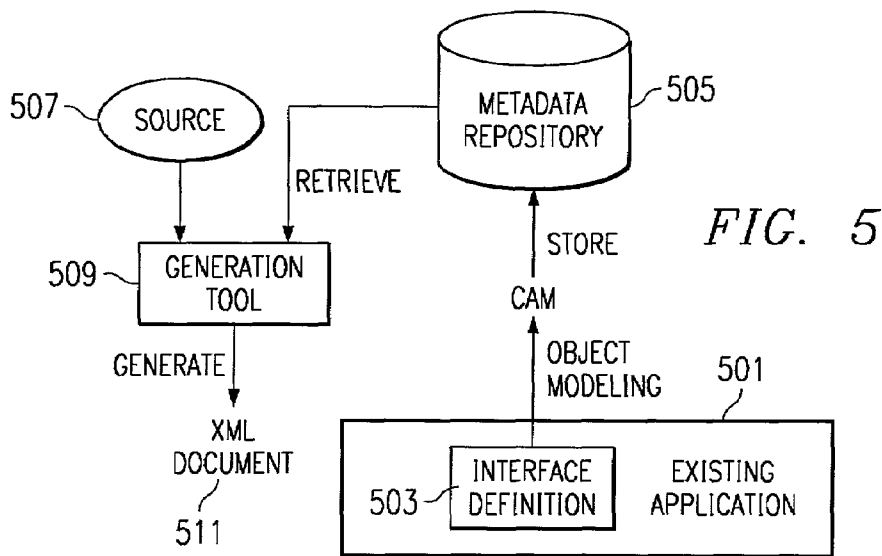 507
SOURCE
METADATA
REPOSITORY
505
RETRIEVE
FIG. 5
STORE
509
GENERATION
TOOL
CAM
GENERATE
OBJECT
MODELING
501
XML
DOCUMENT
511
503
INTERFACE
DEFINITION
EXISTING
APPLICATION